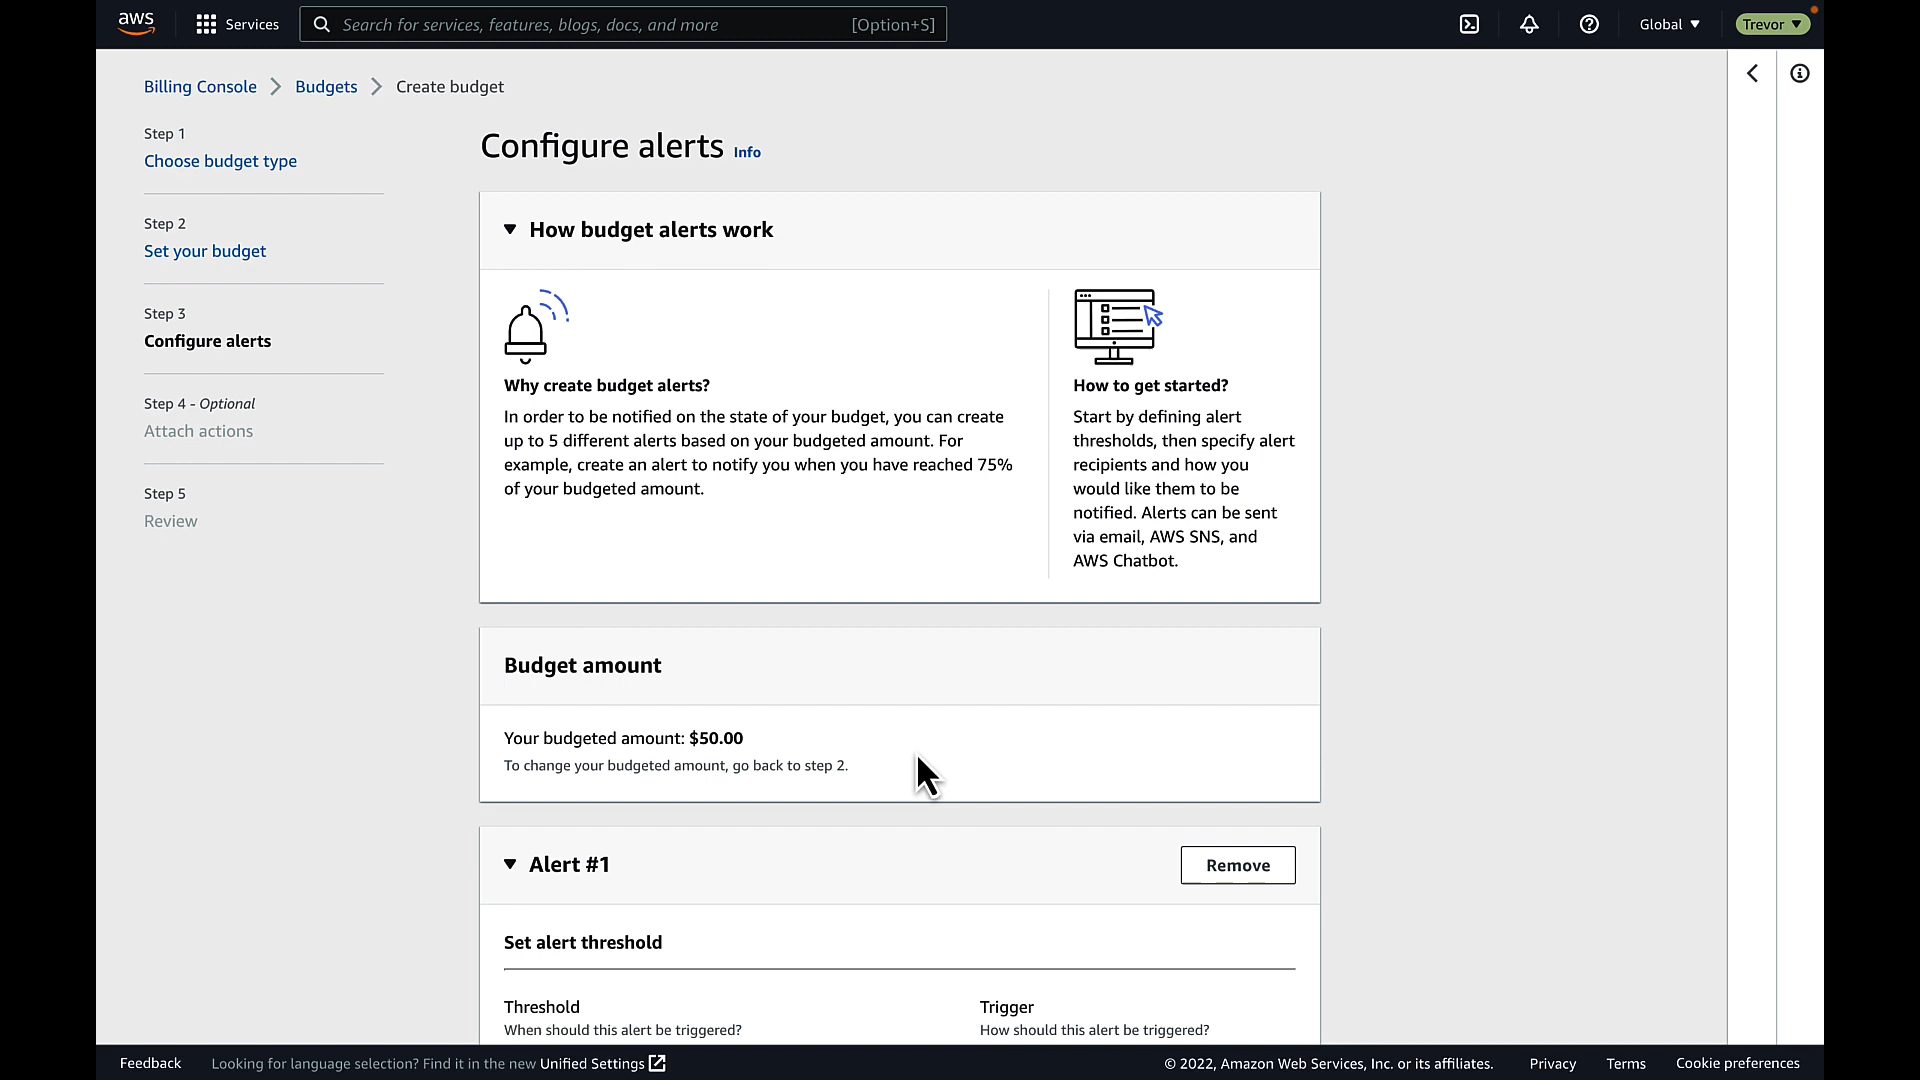 aws
Services
Search for services, features, blogs, docs, and more
[Option+S]
Global ▼
Trevor ▼
Billing Console > Budgets > Create budget
Step 1
Choose budget type
Step 2
Set your budget
Step 3
Configure alerts
Step 4 - Optional
Attach actions
Step 5
Review
Configure alerts Info
▼ How budget alerts work
Why create budget alerts?
In order to be notified on the state of your budget, you can create
up to 5 different alerts based on your budgeted amount. For
example, create an alert to notify you when you have reached 75%
of your budgeted amount.
How to get started?
Start by defining alert
thresholds, then specify alert
recipients and how you
would like them to be
notified. Alerts can be sent
via email, AWS SNS, and
AWS Chatbot.
Budget amount
Your budgeted amount: $50.00
To change your budgeted amount, go back to step 2.
▼ Alert #1
Remove
Set alert threshold
Threshold
When should this alert be triggered?
Trigger
How should this alert be triggered?
Feedback
Looking for language selection? Find it in the new Unified Settings
© 2022, Amazon Web Services, Inc. or its affiliates.
Privacy
Terms
Cookie preferences